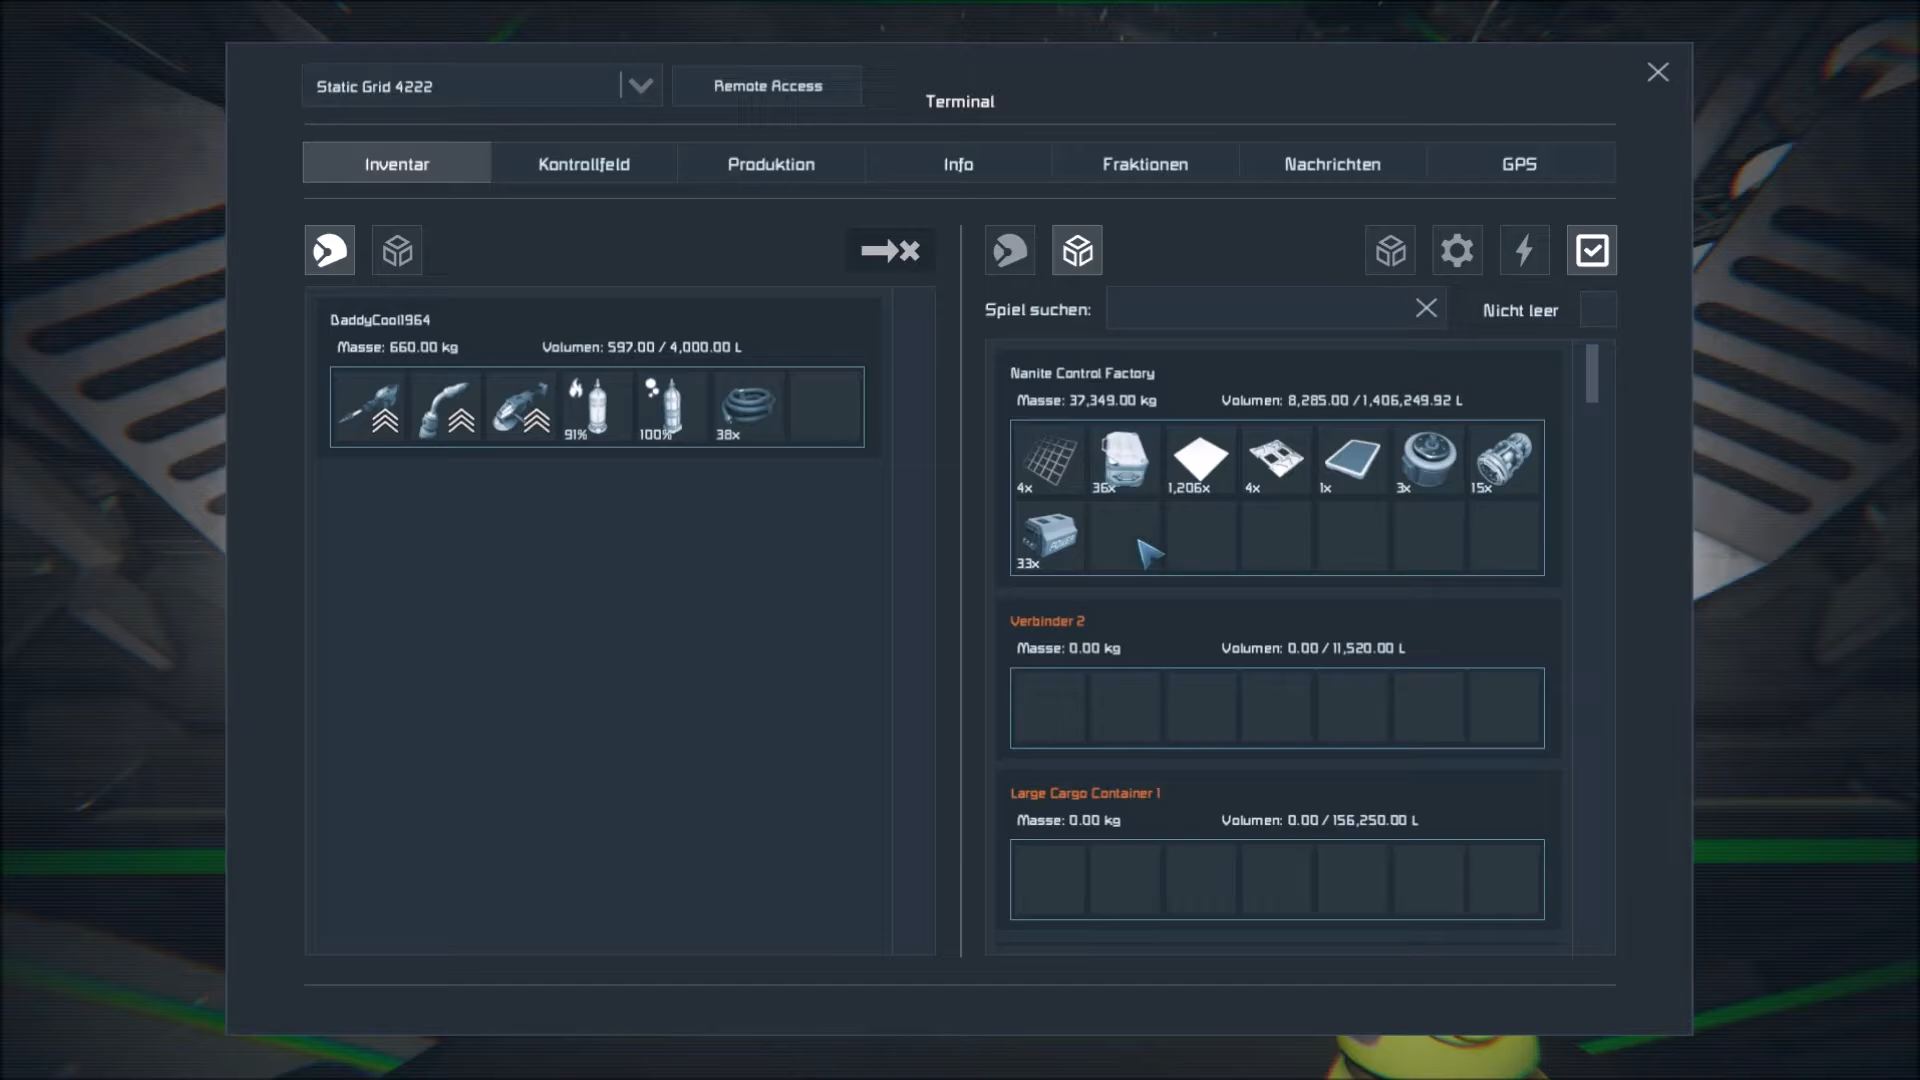 Static Grid 4222
Remote Access
Terminal
Inventar
Kontrollfeld
Produktion
Info
Fraktionen
Nachrichten
GPS
Spiel suchen:
Nicht leer
DaddyCool1964
Masse: 660.00 kg
Volumen: 597.00 / 4,000.00 L
91%
100%
38x
Nanite Control Factory
Masse: 37,349.00 kg
Volumen: 8,285.00 / 1,406,249.92 L
4x
36x
1,206x
4x
1x
3x
15x
33x
Verbinder 2
Masse: 0.00 kg
Volumen: 0.00 / 11,520.00 L
Large Cargo Container 1
Masse: 0.00 kg
Volumen: 0.00 / 156,250.00 L